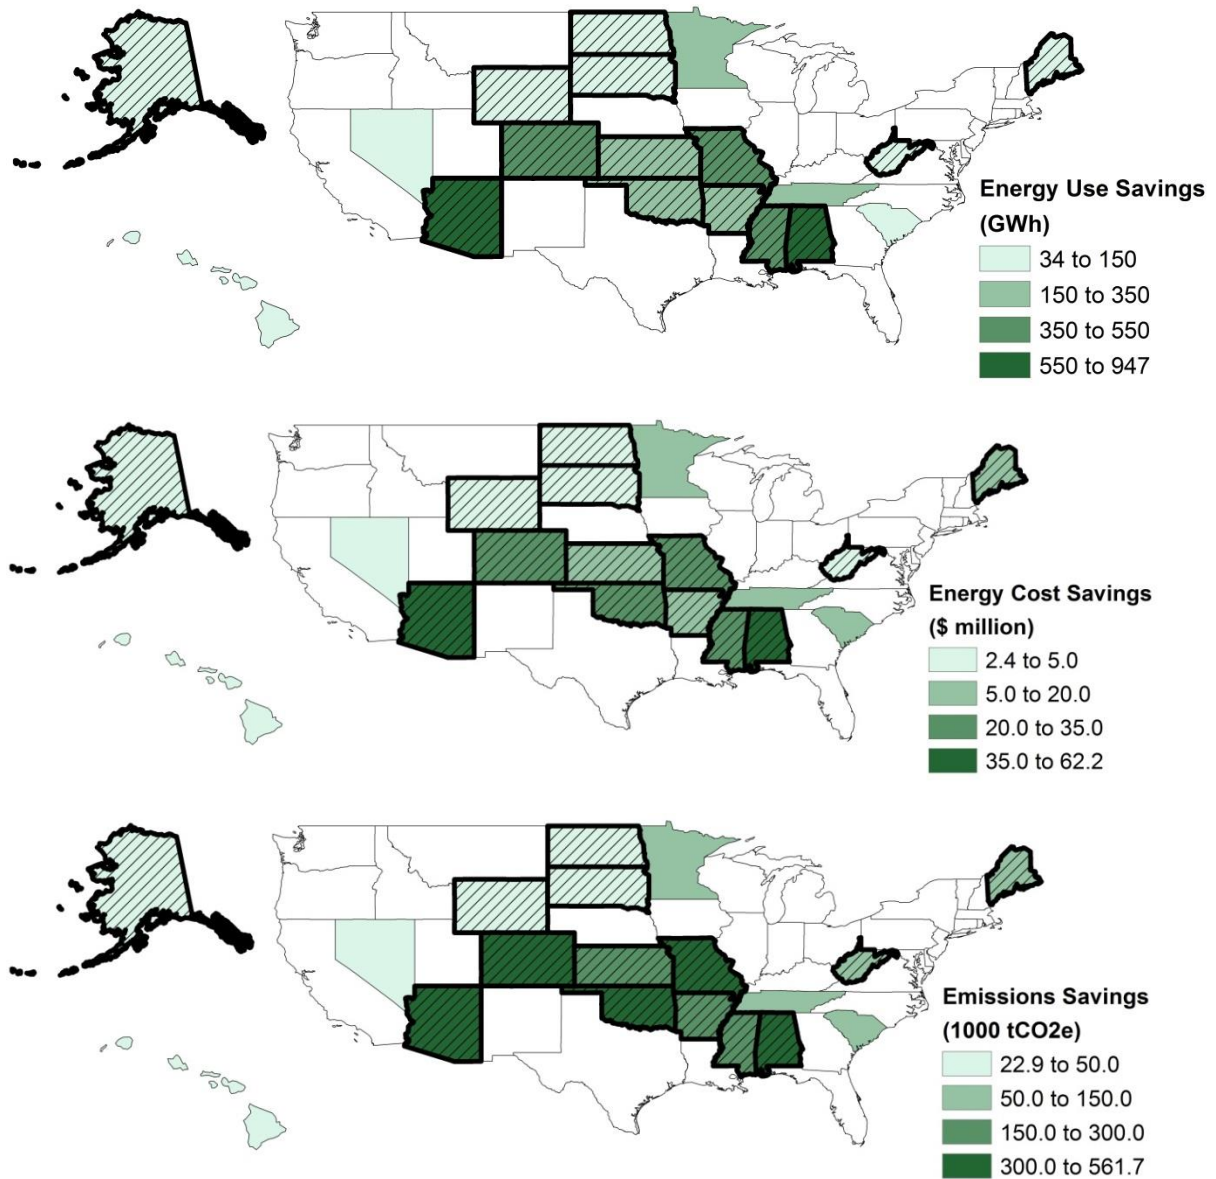 Energy Use Savings
(GWh)
34 to 150
150 to 350
350 to 550
550 to 947
Energy Cost Savings
($ million)
2.4 to 5.0
5.0 to 20.0
20.0 to 35.0
35.0 to 62.2
Emissions Savings
(1000 tCO2e)
22.9 to 50.0
50.0 to 150.0
150.0 to 300.0
300.0 to 561.7